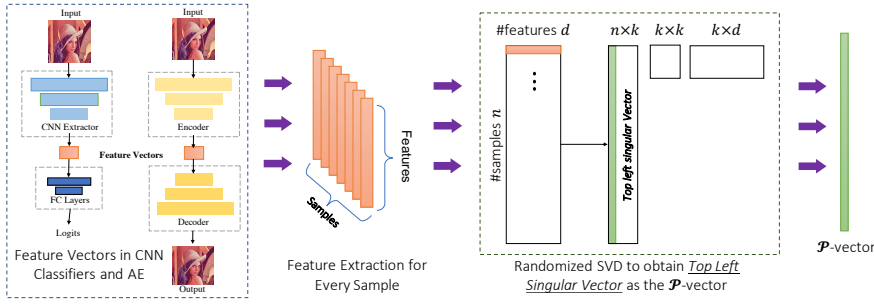 Input
Input
CNN Extractor
Encoder
Feature Vectors
FC Layers
Logits
Decoder
Output
Feature Vectors in CNN
Classifiers and AE
Samples
Features
Feature Extraction for
Every Sample
#features d
n×k
k×k
k×d
#samples n
Top left singular Vector
Randomized SVD to obtain Top Left
Singular Vector as the 𝓟-vector
𝓟-vector